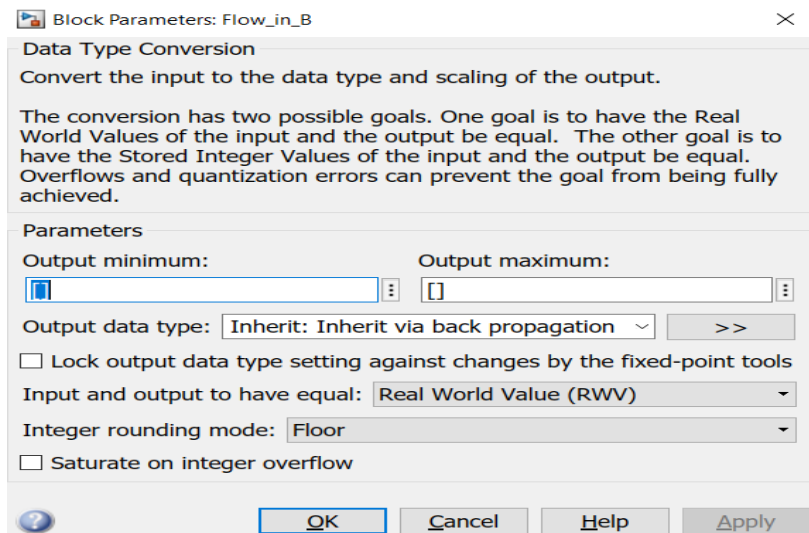 Block Parameters: Flow_in_B
Data Type Conversion
Convert the input to the data type and scaling of the output.
The conversion has two possible goals. One goal is to have the Real
World Values of the input and the output be equal.  The other goal is to
have the Stored Integer Values of the input and the output be equal.
Overflows and quantization errors can prevent the goal from being fully
achieved.
Parameters
Output minimum: Output maximum:
[] []
Output data type: Inherit: Inherit via back propagation >>
Lock output data type setting against changes by the fixed-point tools
Input and output to have equal: Real World Value (RWV)
Integer rounding mode: Floor
Saturate on integer overflow
? OK Cancel Help Apply